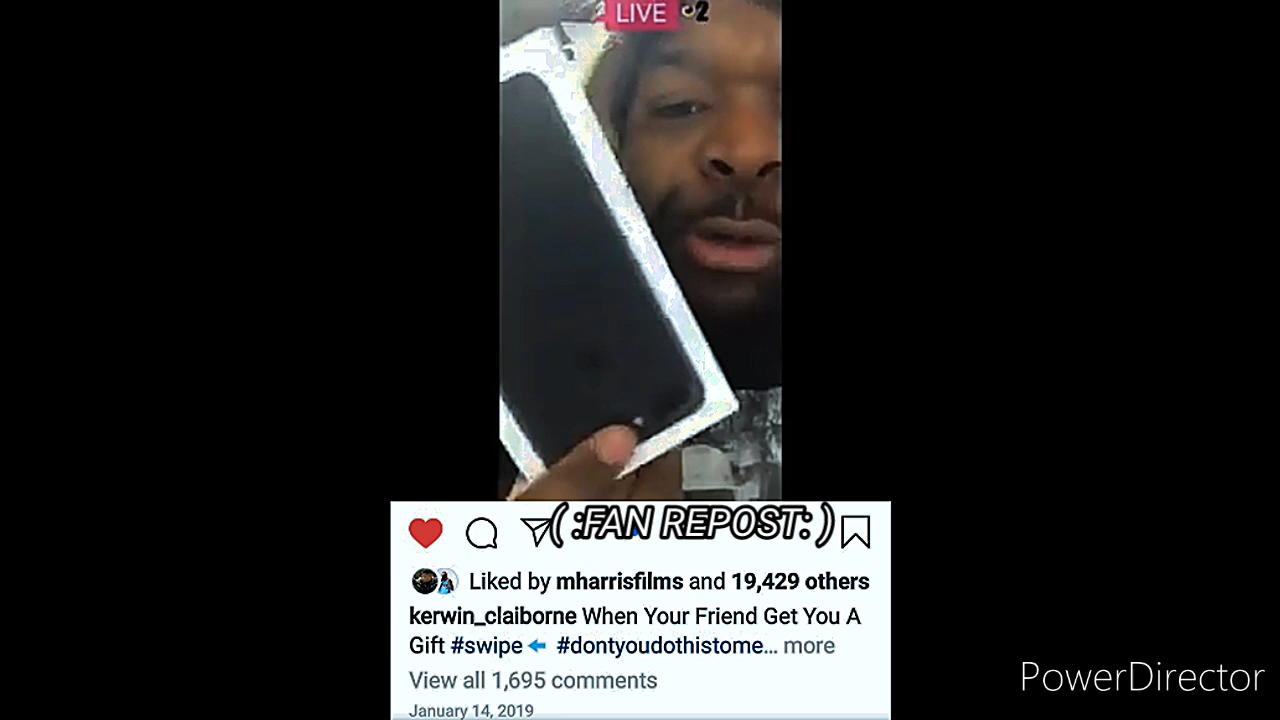 LIVE 2
( :FAN REPOST: )
Liked by mharrisfilms and 19,429 others
kerwin_claiborne When Your Friend Get You A
Gift #swipe #dontyoudothistome... more
View all 1,695 comments
January 14, 2019
PowerDirector